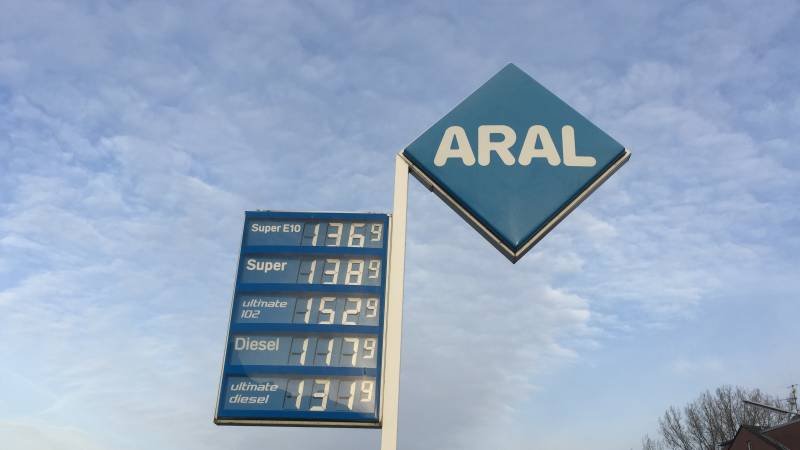 ARAL
Super E10 1369
Super 1389
ultimate 1529
102
Diesel 1179
ultimate 1319
diesel